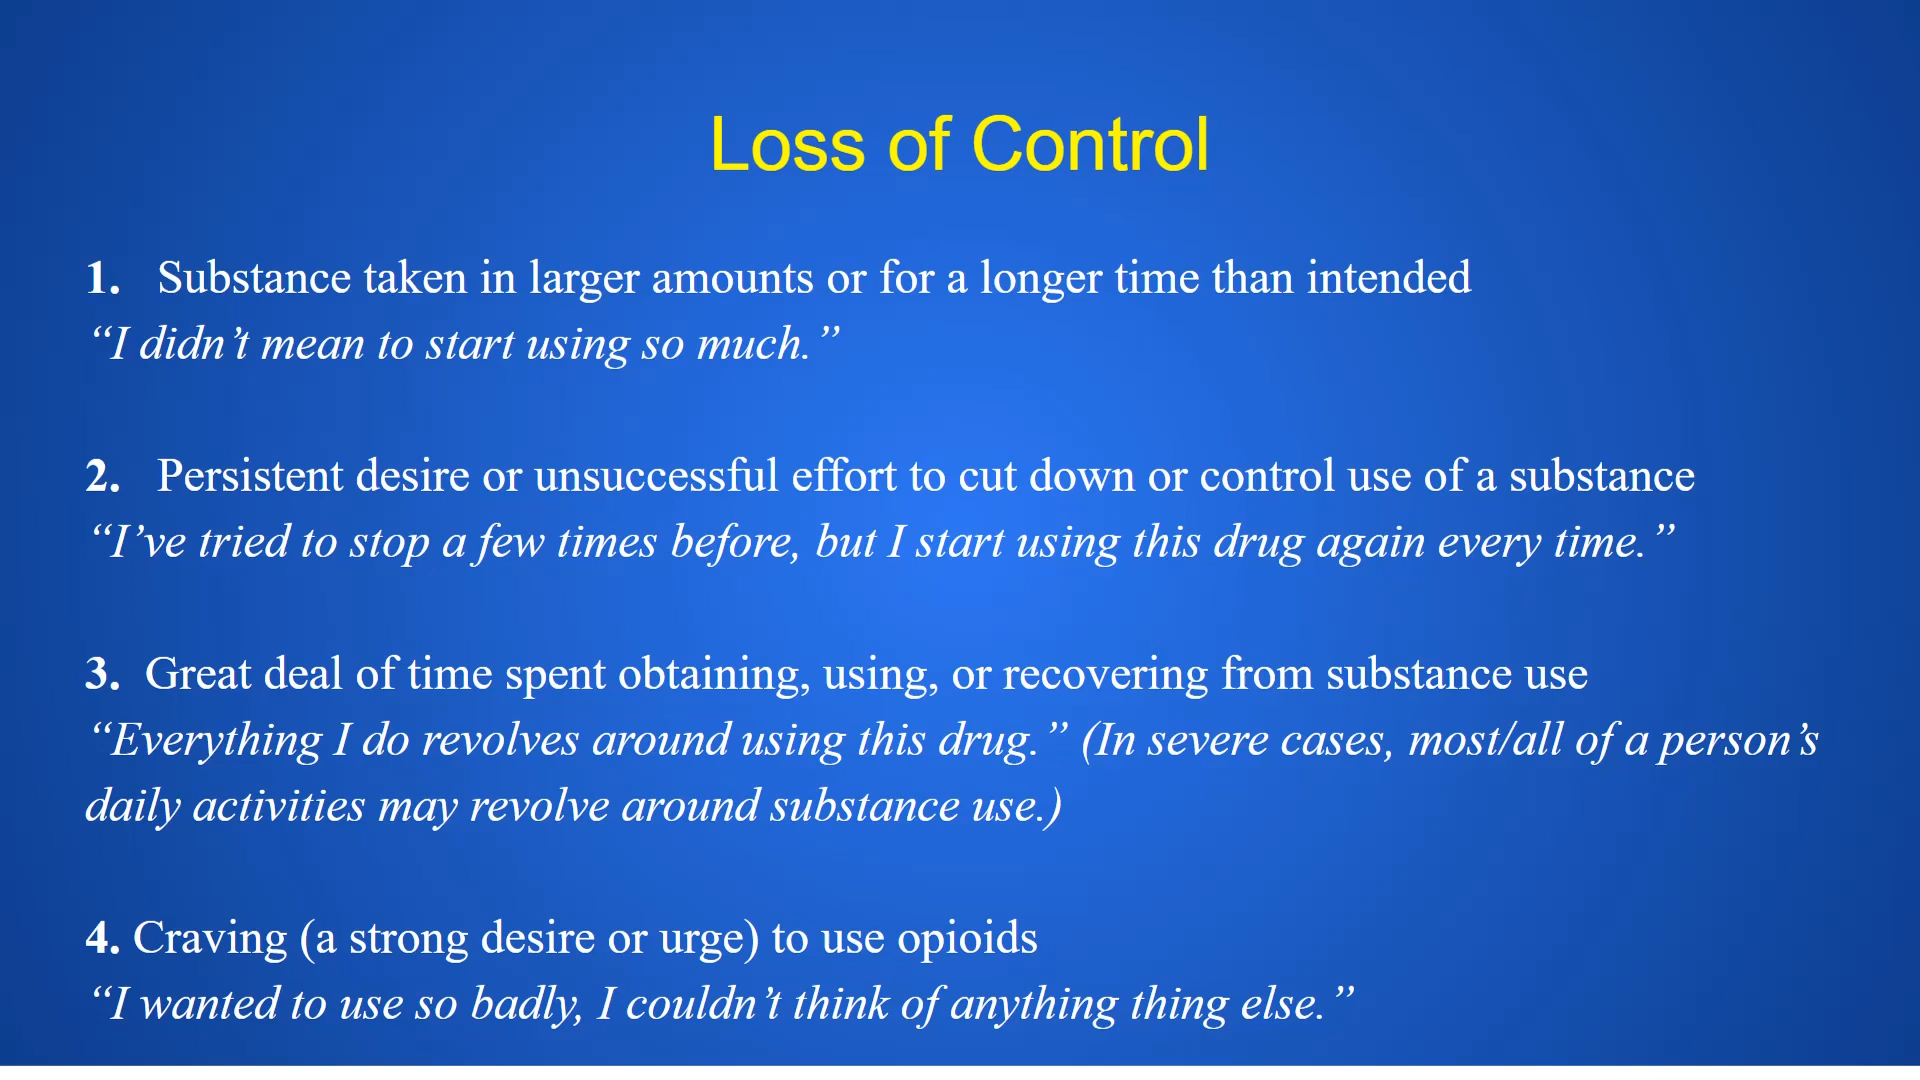 Loss of Control
1. Substance taken in larger amounts or for a longer time than intended
“I didn’t mean to start using so much.”
2. Persistent desire or unsuccessful effort to cut down or control use of a substance
“I’ve tried to stop a few times before, but I start using this drug again every time.”
3. Great deal of time spent obtaining, using, or recovering from substance use
“Everything I do revolves around using this drug.” (In severe cases, most/all of a person’s
daily activities may revolve around substance use.)
4. Craving (a strong desire or urge) to use opioids
“I wanted to use so badly, I couldn’t think of anything thing else.”